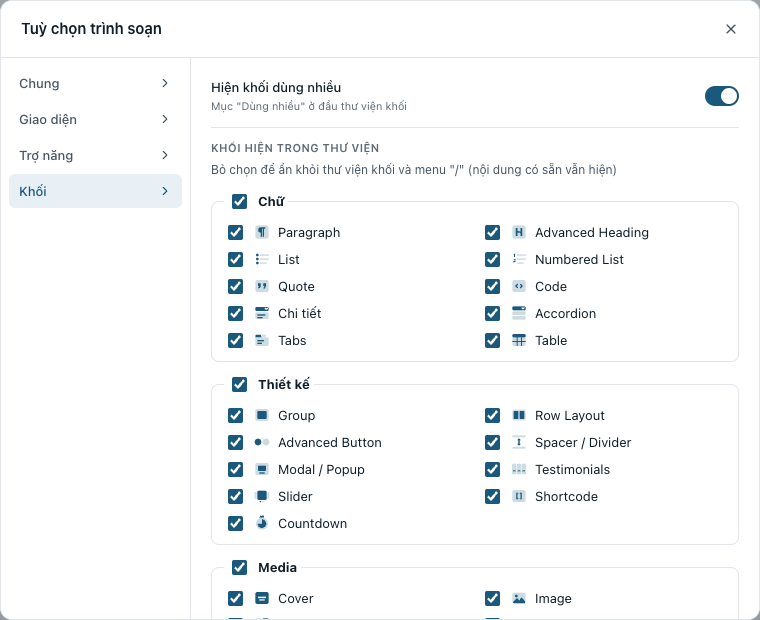 Tuỳ chọn trình soạn
Chung
Giao diện
Trợ năng
Khối
Hiện khối dùng nhiều
Mục "Dùng nhiều" ở đầu thư viện khối
KHỐI HIỆN TRONG THƯ VIỆN
Bỏ chọn để ẩn khỏi thư viện khối và menu "/" (nội dung có sẵn vẫn hiện)
Chữ
Paragraph
Advanced Heading
List
Numbered List
Quote
Code
Chi tiết
Accordion
Tabs
Table
Thiết kế
Group
Row Layout
Advanced Button
Spacer / Divider
Modal / Popup
Testimonials
Slider
Shortcode
Countdown
Media
Cover
Image